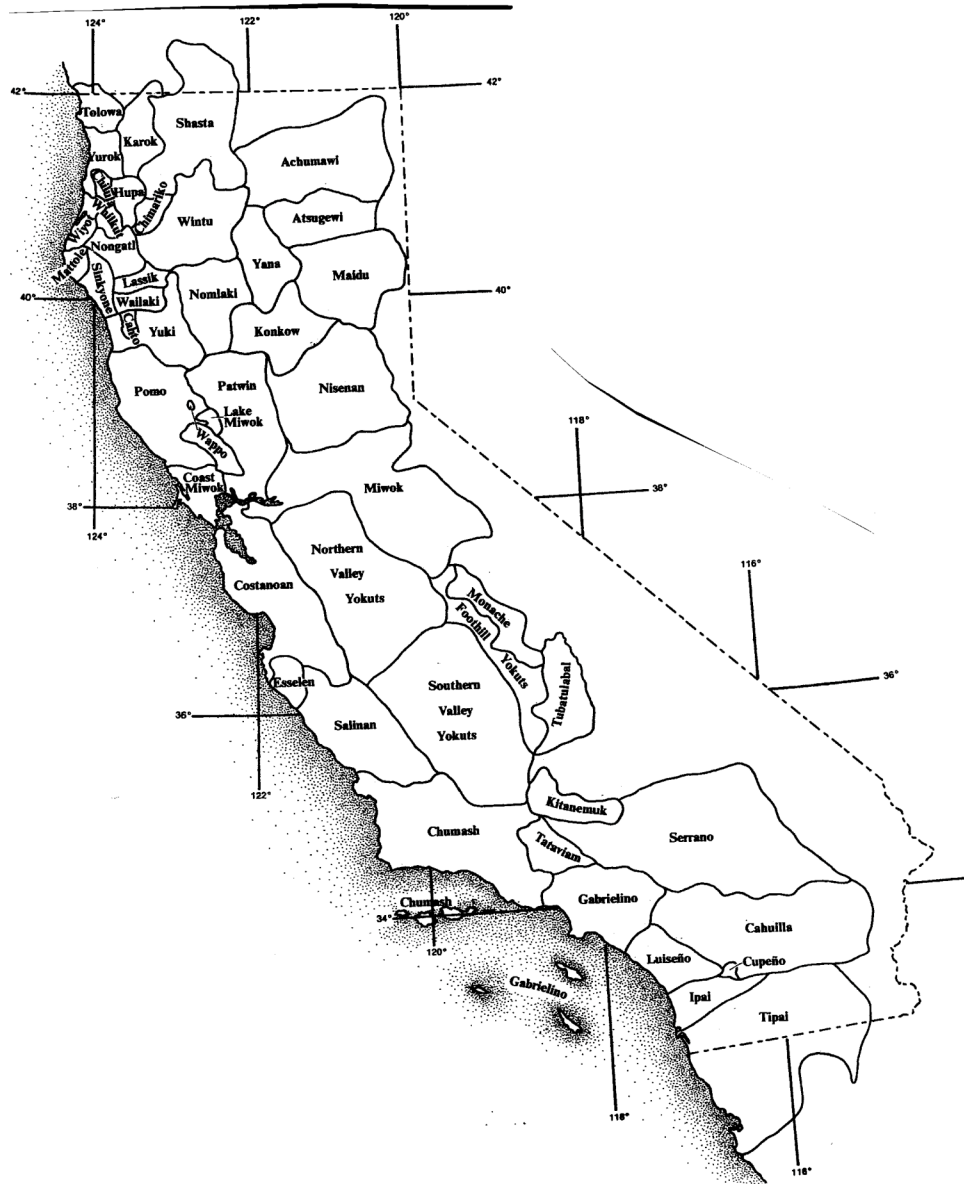 124°
122°
120°
42°
42°
Tolowa
Shasta
Karok
Yurok
Achumawi
Chilula
Hupa
Chimariko
Whilkut
Wiyot
Wintu
Atsugewi
Nongatl
Mattole
Sinkyone
Lassik
Yana
Maidu
Wailaki
Nomlaki
40°
40°
Cahto
Yuki
Konkow
Pomo
Patwin
Nisenan
Lake
Miwok
Wappo
118°
Coast
Miwok
Miwok
38°
38°
124°
Northern
Valley
Yokuts
Costanoan
116°
Monache
Foothill
Yokuts
Tubatulabal
Esselen
Southern
Valley
Yokuts
36°
36°
Salinan
122°
Kitanemuk
Chumash
Serrano
Tataviam
Chumash
Gabrielino
34°
Cahuilla
120°
Luiseño
Cupeño
Gabrielino
Ipai
Tipai
118°
116°